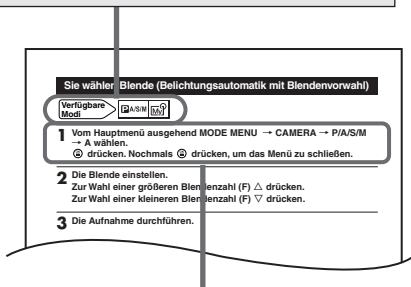 Sie wählen Blende (Belichtungsautomatik mit Blendenvorwahl)
Verfügbare
Modi
P A/S/M My
1 Vom Hauptmenü ausgehend MODE MENU → CAMERA → P/A/S/M
→ A wählen.
drücken. Nochmals drücken, um das Menü zu schließen.
2 Die Blende einstellen.
Zur Wahl einer größeren Blendenzahl (F) △ drücken.
Zur Wahl einer kleineren Blendenzahl (F) ▽ drücken.
3 Die Aufnahme durchführen.